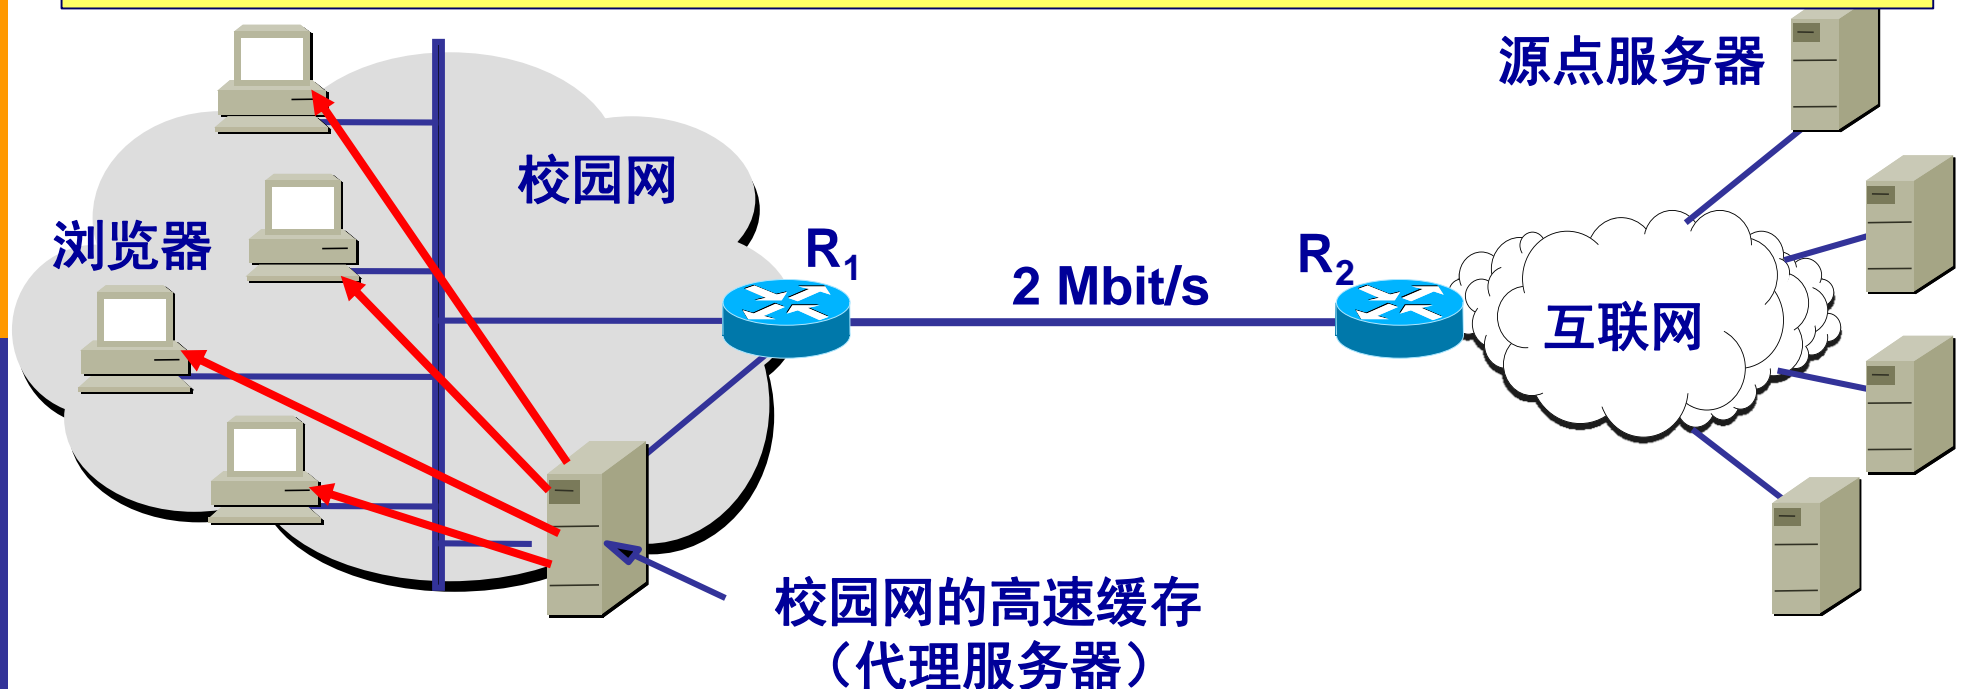 源点服务器
校园网
浏览器
R1
2 Mbit/s
R2
互联网
校园网的高速缓存
（代理服务器）